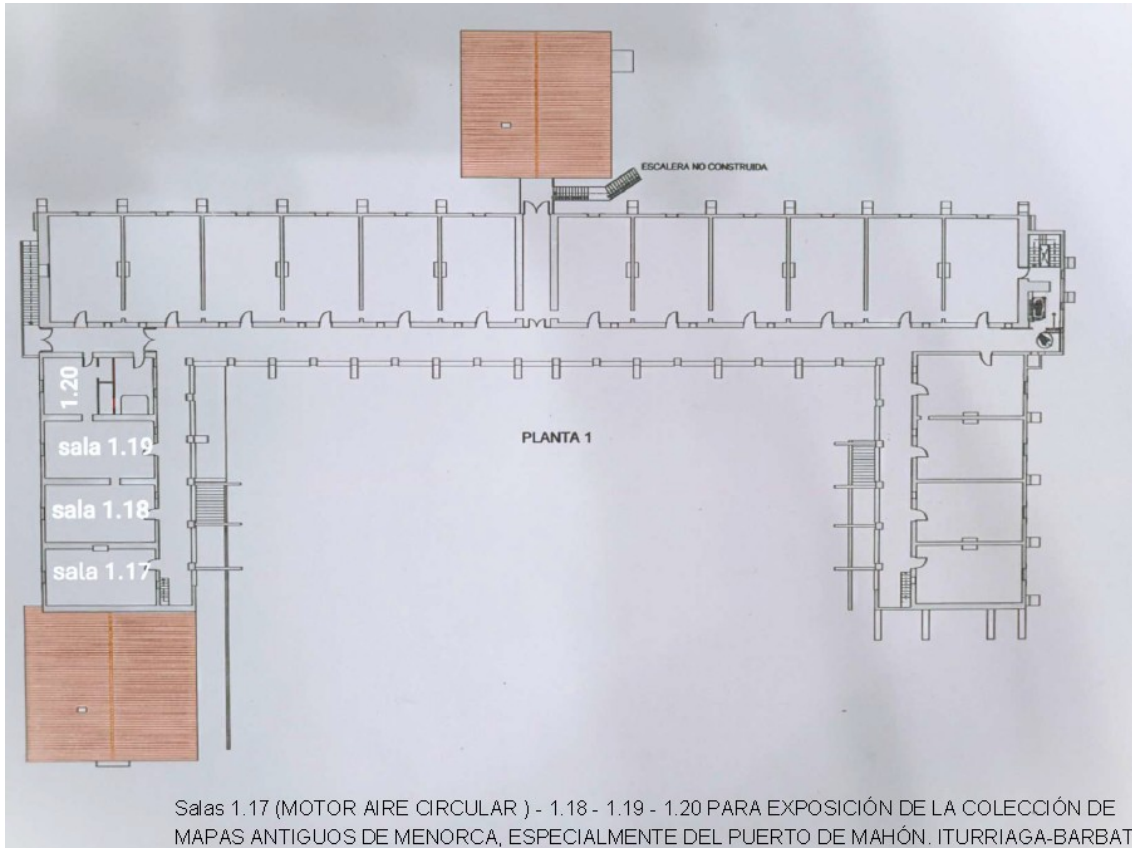 ESCALERA NO CONSTRUIDA
1.20
sala 1.19
PLANTA 1
sala 1.18
sala 1.17
Salas 1.17 (MOTOR AIRE CIRCULAR ) - 1.18 - 1.19 - 1.20 PARA EXPOSICIÓN DE LA COLECCIÓN DE
MAPAS ANTIGUOS DE MENORCA, ESPECIALMENTE DEL PUERTO DE MAHÓN. ITURRIAGA-BARBAT